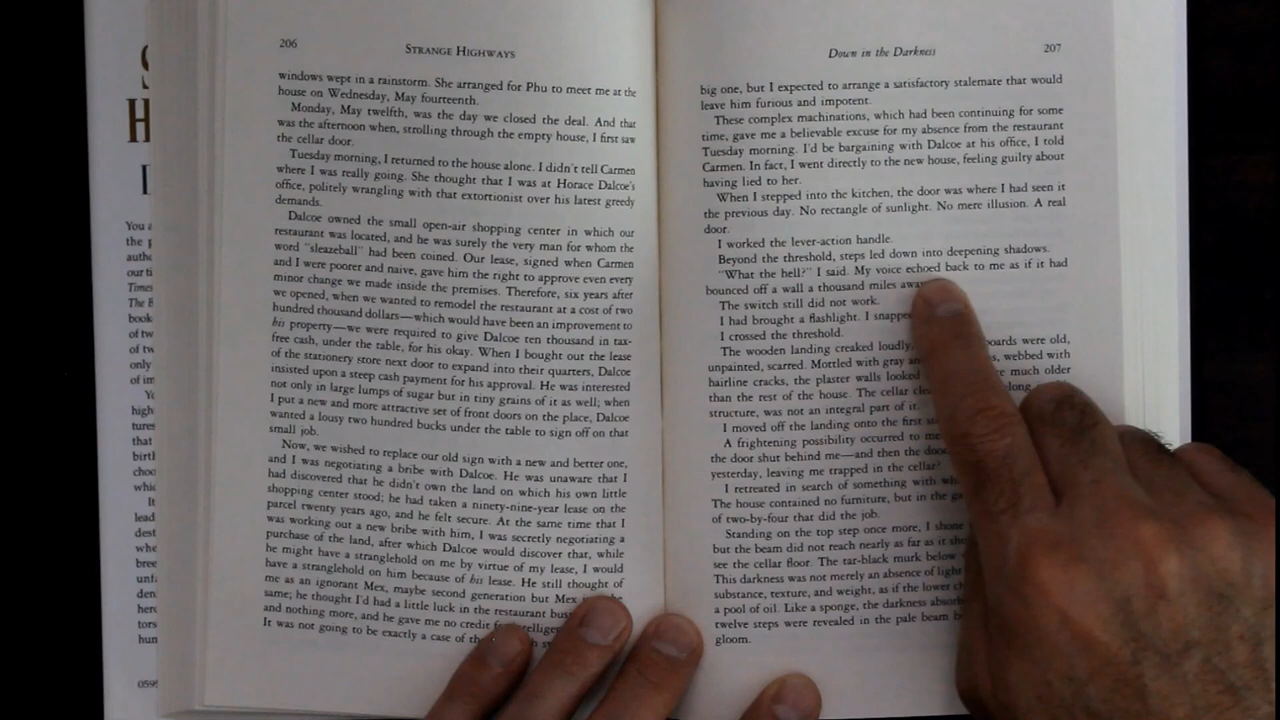 206
STRANGE HIGHWAYS
windows wept in a rainstorm. She arranged for Phu to meet me at the
house on Wednesday, May fourteenth.
Monday, May twelfth, was the day we closed the deal. And that
was the afternoon when, strolling through the empty house, I first saw
the cellar door.
Tuesday morning, I returned to the house alone. I didn't tell Carmen
where I was really going. She thought that I was at Horace Dalcoe's
office, politely wrangling with that extortionist over his latest greedy
demands.
Dalcoe owned the small open-air shopping center in which our
restaurant was located, and he was surely the very man for whom the
word "sleazeball" had been coined. Our lease, signed when Carmen
and I were poorer and naive, gave him the right to approve even every
minor change we made inside the premises. Therefore, six years after
we opened, when we wanted to remodel the restaurant at a cost of two
hundred thousand dollars—which would have been an improvement to
his property—we were required to give Dalcoe ten thousand in tax-
free cash, under the table, for his okay. When I bought out the lease
of the stationery store next door to expand into their quarters, Dalcoe
insisted upon a steep cash payment for his approval. He was interested
not only in large lumps of sugar but in tiny grains of it as well; when
I put a new and more attractive set of front doors on the place, Dalcoe
wanted a lousy two hundred bucks under the table to sign off on that
small job.
Now, we wished to replace our old sign with a new and better one,
and I was negotiating a bribe with Dalcoe. He was unaware that I
had discovered that he didn't own the land on which his own little
shopping center stood; he had taken a ninety-nine-year lease on the
parcel twenty years ago, and he felt secure. At the same time that I
was working out a new bribe with him, I was secretly negotiating a
purchase of the land, after which Dalcoe would discover that, while
he might have a stranglehold on me by virtue of my lease, I would
have a stranglehold on him because of his lease. He still thought of
me as an ignorant Mex, maybe second generation but Mex
same; he thought I'd had a little luck in the restaurant
and nothing more, and he gave me no credit
It was not going to be exactly a case of
Down in the Darkness
207
big one, but I expected to arrange a satisfactory stalemate that would
leave him furious and impotent.
These complex machinations, which had been continuing for some
time, gave me a believable excuse for my absence from the restaurant
Tuesday morning. I'd be bargaining with Dalcoe at his office, I told
Carmen. In fact, I went directly to the new house, feeling guilty about
having lied to her.
When I stepped into the kitchen, the door was where I had seen it
the previous day. No rectangle of sunlight. No mere illusion. A real
door.
I worked the lever-action handle.
Beyond the threshold, steps led down into deepening shadows.
"What the hell?" I said. My voice echoed back to me as if it had
bounced off a wall a thousand miles
The switch still did not work.
I had brought a flashlight. I
I crossed the threshold.
The wooden landing creaked loudly, boards were old,
unpainted, scarred. Mottled with gray webbed with
hairline cracks, the plaster walls looked much older
than the rest of the house. The cellar
structure, was not an integral part of it.
I moved off the landing onto the first
A frightening possibility occurred to
the door shut behind me—and then the
yesterday, leaving me trapped in the cellar?
I retreated in search of something with
The house contained no furniture, but in the
of two-by-four that did the job.
Standing on the top step once more, I
but the beam did not reach nearly as far as it
see the cellar floor. The tar-black murk below
This darkness was not merely an absence of light
substance, texture, and weight, as if the lower
a pool of oil. Like a sponge, the darkness
twelve steps were revealed in the pale beam
gloom.